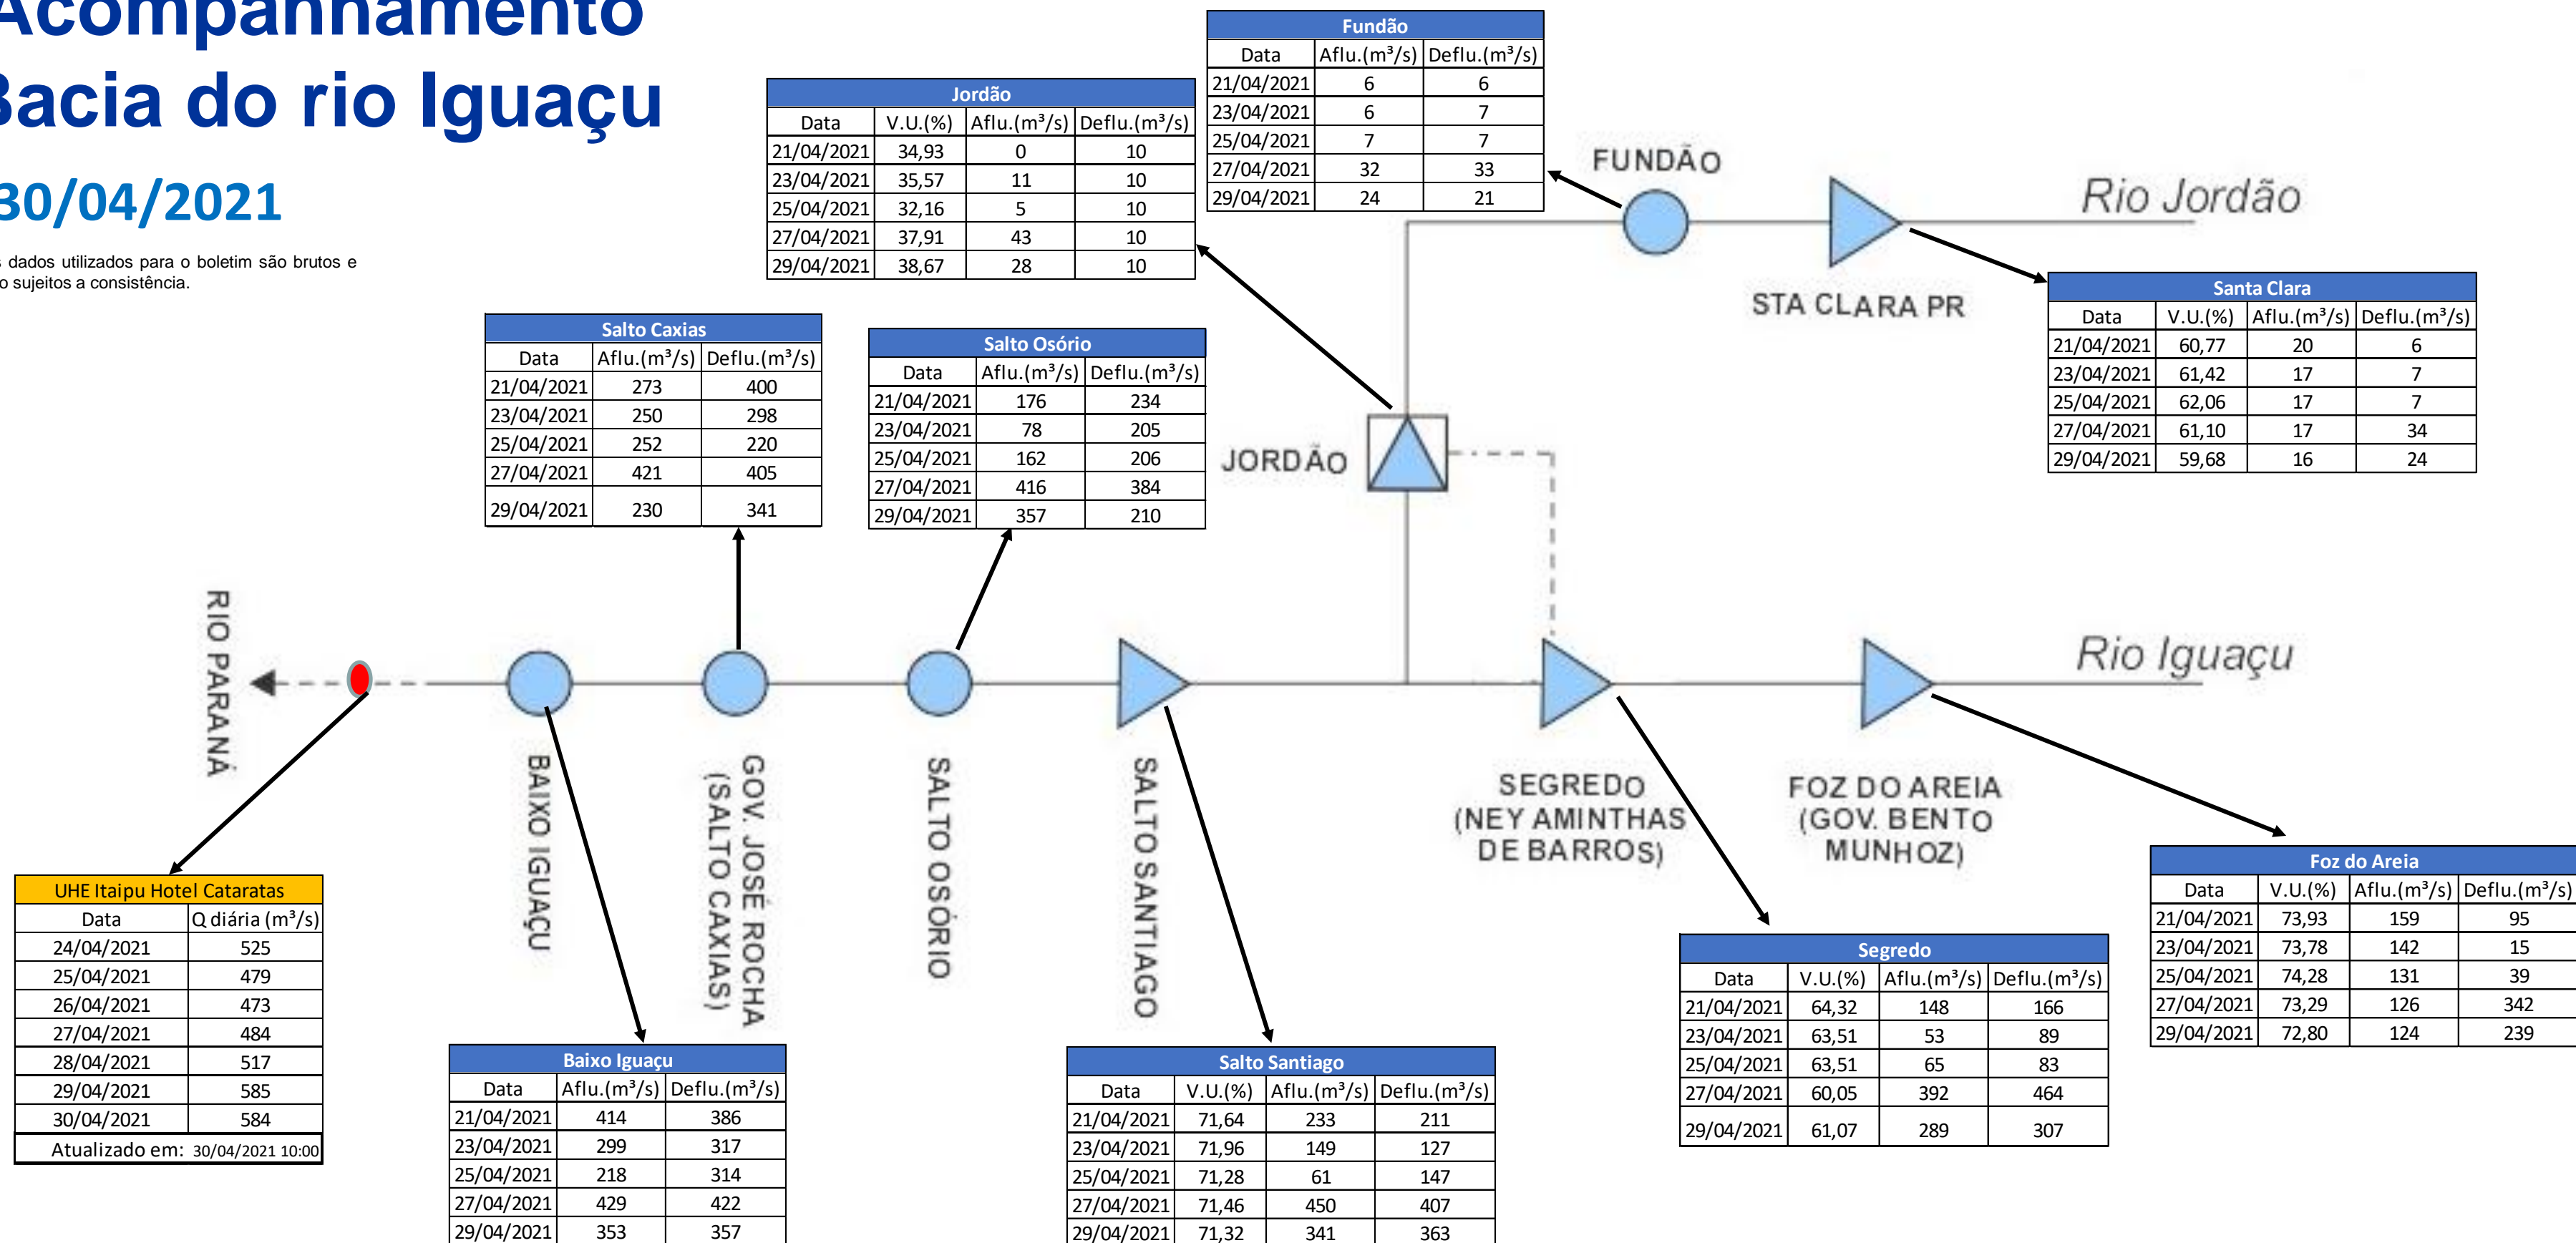 Acompanhamento
Bacia do rio Iguaçu
30/04/2021
s dados utilizados para o boletim são brutos e
o sujeitos a consistência.
Fundão
Data Aflu.(m³/s) Deflu.(m³/s)
21/04/2021 6 6
23/04/2021 6 7
25/04/2021 7 7
27/04/2021 32 33
29/04/2021 24 21
Jordão
Data V.U.(%) Aflu.(m³/s) Deflu.(m³/s)
21/04/2021 34,93 0 10
23/04/2021 35,57 11 10
25/04/2021 32,16 5 10
27/04/2021 37,91 43 10
29/04/2021 38,67 28 10
FUNDÃO
Rio Jordão
STA CLARA PR
Santa Clara
Data V.U.(%) Aflu.(m³/s) Deflu.(m³/s)
21/04/2021 60,77 20 6
23/04/2021 61,42 17 7
25/04/2021 62,06 17 7
27/04/2021 61,10 17 34
29/04/2021 59,68 16 24
Salto Caxias
Data Aflu.(m³/s) Deflu.(m³/s)
21/04/2021 273 400
23/04/2021 250 298
25/04/2021 252 220
27/04/2021 421 405
29/04/2021 230 341
Salto Osório
Data Aflu.(m³/s) Deflu.(m³/s)
21/04/2021 176 234
23/04/2021 78 205
25/04/2021 162 206
27/04/2021 416 384
29/04/2021 357 210
JORDÃO
RIO PARANÁ
Rio Iguaçu
BAIXO IGUAÇU
GOV. JOSÉ ROCHA
(SALTO CAXIAS)
SALTO OSÓRIO
SALTO SANTIAGO
SEGREDO
(NEY AMINTHAS
DE BARROS)
FOZ DO AREIA
(GOV. BENTO
MUNHOZ)
UHE Itaipu Hotel Cataratas
Data Q diária (m³/s)
24/04/2021 525
25/04/2021 479
26/04/2021 473
27/04/2021 484
28/04/2021 517
29/04/2021 585
30/04/2021 584
Atualizado em: 30/04/2021 10:00
Baixo Iguaçu
Data Aflu.(m³/s) Deflu.(m³/s)
21/04/2021 414 386
23/04/2021 299 317
25/04/2021 218 314
27/04/2021 429 422
29/04/2021 353 357
Salto Santiago
Data V.U.(%) Aflu.(m³/s) Deflu.(m³/s)
21/04/2021 71,64 233 211
23/04/2021 71,96 149 127
25/04/2021 71,28 61 147
27/04/2021 71,46 450 407
29/04/2021 71,32 341 363
Segredo
Data V.U.(%) Aflu.(m³/s) Deflu.(m³/s)
21/04/2021 64,32 148 166
23/04/2021 63,51 53 89
25/04/2021 63,51 65 83
27/04/2021 60,05 392 464
29/04/2021 61,07 289 307
Foz do Areia
Data V.U.(%) Aflu.(m³/s) Deflu.(m³/s)
21/04/2021 73,93 159 95
23/04/2021 73,78 142 15
25/04/2021 74,28 131 39
27/04/2021 73,29 126 342
29/04/2021 72,80 124 239